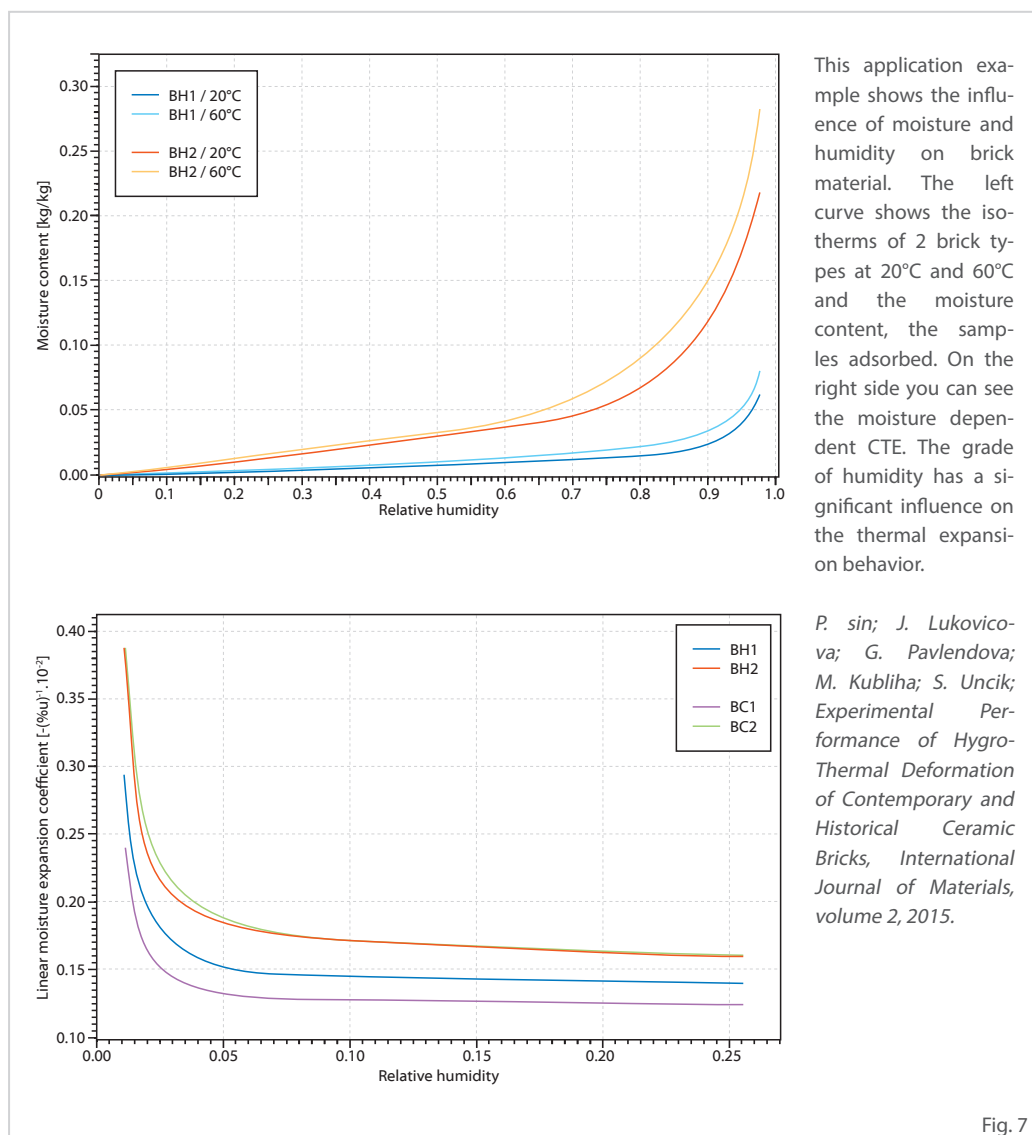 0.30
0.25
0.20
0.15
0.10
0.05
0.00
Moisture content [kg/kg]
BH1 / 20°C
BH1 / 60°C
BH2 / 20°C
BH2 / 60°C
0
0.1
0.2
0.3
0.4
0.5
0.6
0.7
0.8
0.9
1.0
Relative humidity
This application exa-
mple shows the influ-
ence of moisture and
humidity on brick
material. The left
curve shows the iso-
therms of 2 brick ty-
pes at 20°C and 60°C
and the moisture
content, the samp-
les adsorbed. On the
right side you can see
the moisture depen-
dent CTE. The grade
of humidity has a si-
gnificant influence on
the thermal expansi-
on behavior.
P. sin; J. Lukovico-
va; G. Pavlendova;
M. Kubliha; S. Uncik;
Experimental Per-
formance of Hygro-
Thermal Deformation
of Contemporary and
Historical Ceramic
Bricks, International
Journal of Materials,
volume 2, 2015.
0.40
0.35
0.30
0.25
0.20
0.15
0.10
Linear moisture expansion coefficient [-(%u)⁻¹.10⁻²]
BH1
BH2
BC1
BC2
0.00
0.05
0.10
0.15
0.20
0.25
Relative humidity
Fig. 7